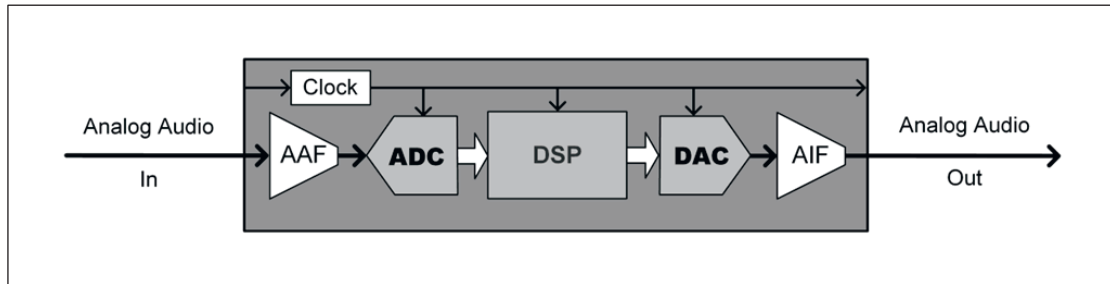 Clock
Analog Audio
In
AAF
ADC
DSP
DAC
AIF
Analog Audio
Out